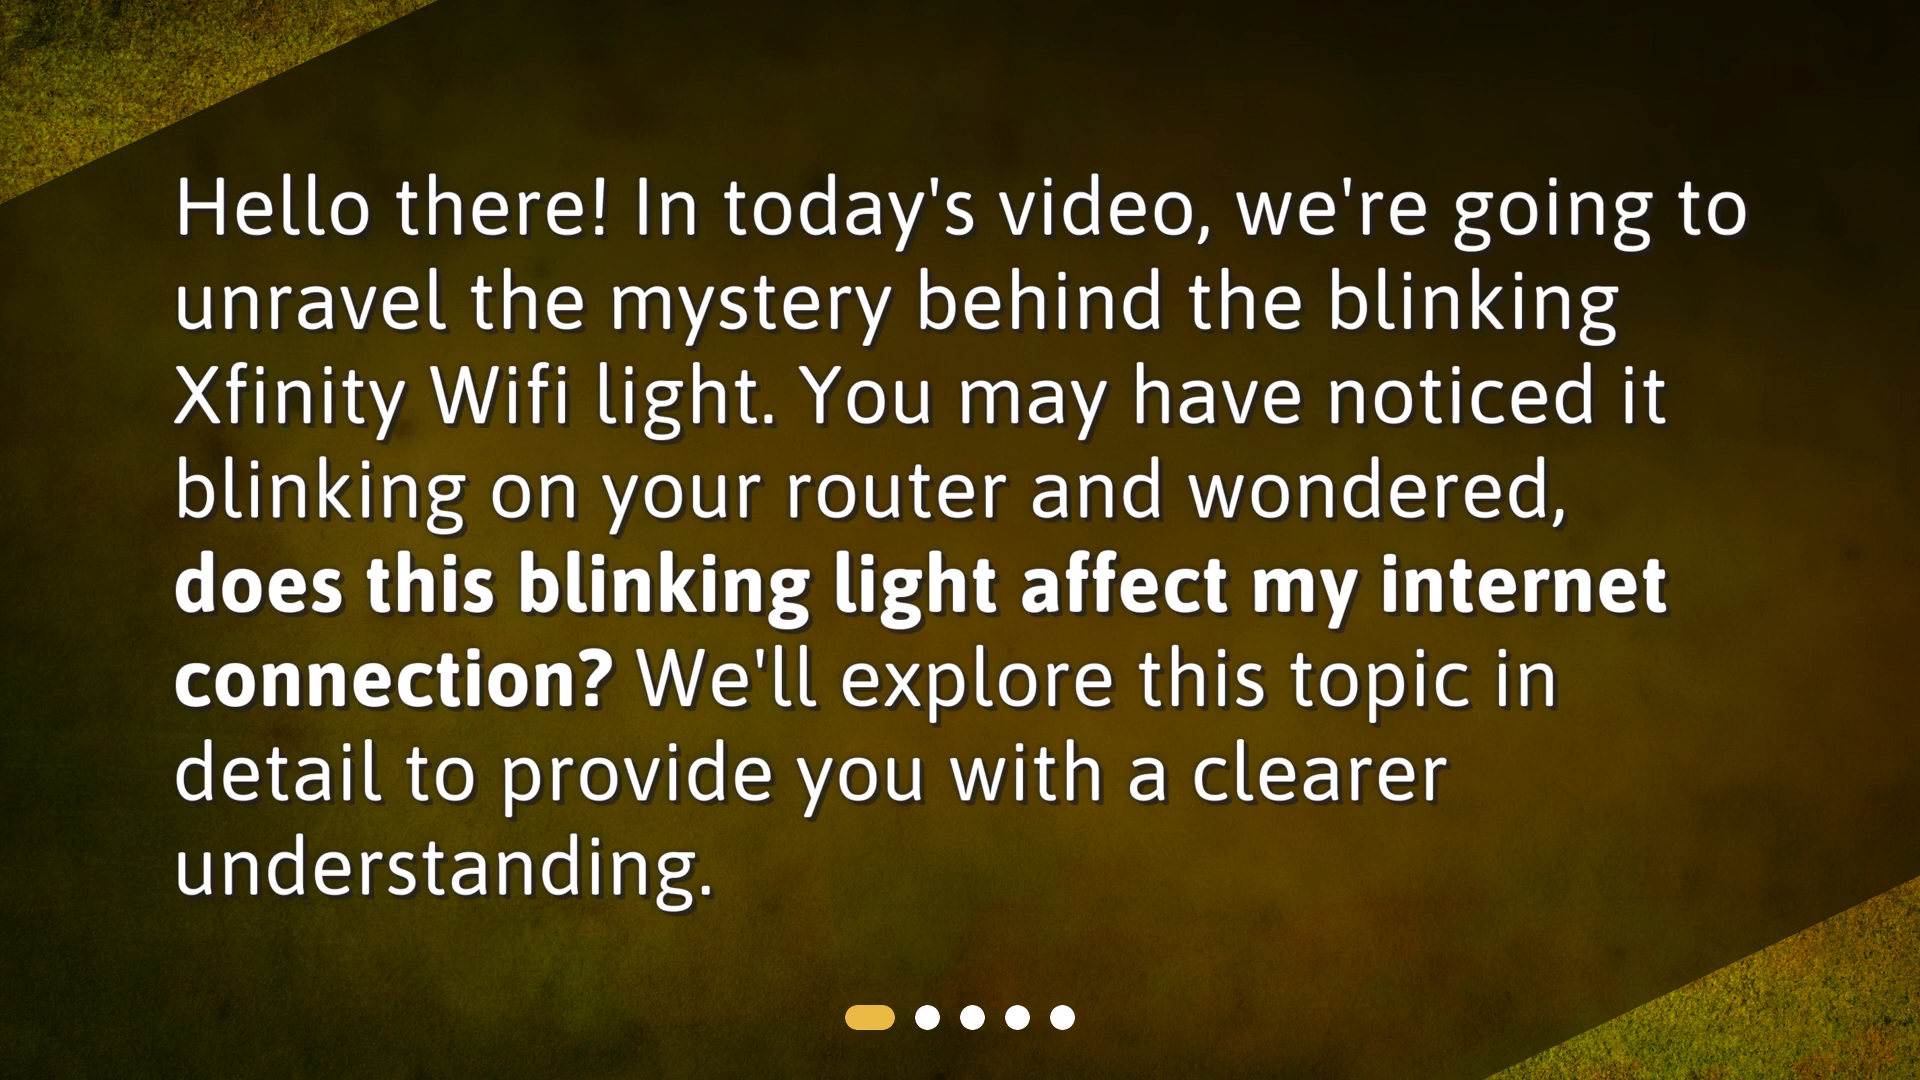 Hello there! In today's video, we're going to
unravel the mystery behind the blinking
Xfinity Wifi light. You may have noticed it
blinking on your router and wondered,
does this blinking light affect my internet
connection? We'll explore this topic in
detail to provide you with a clearer
understanding.